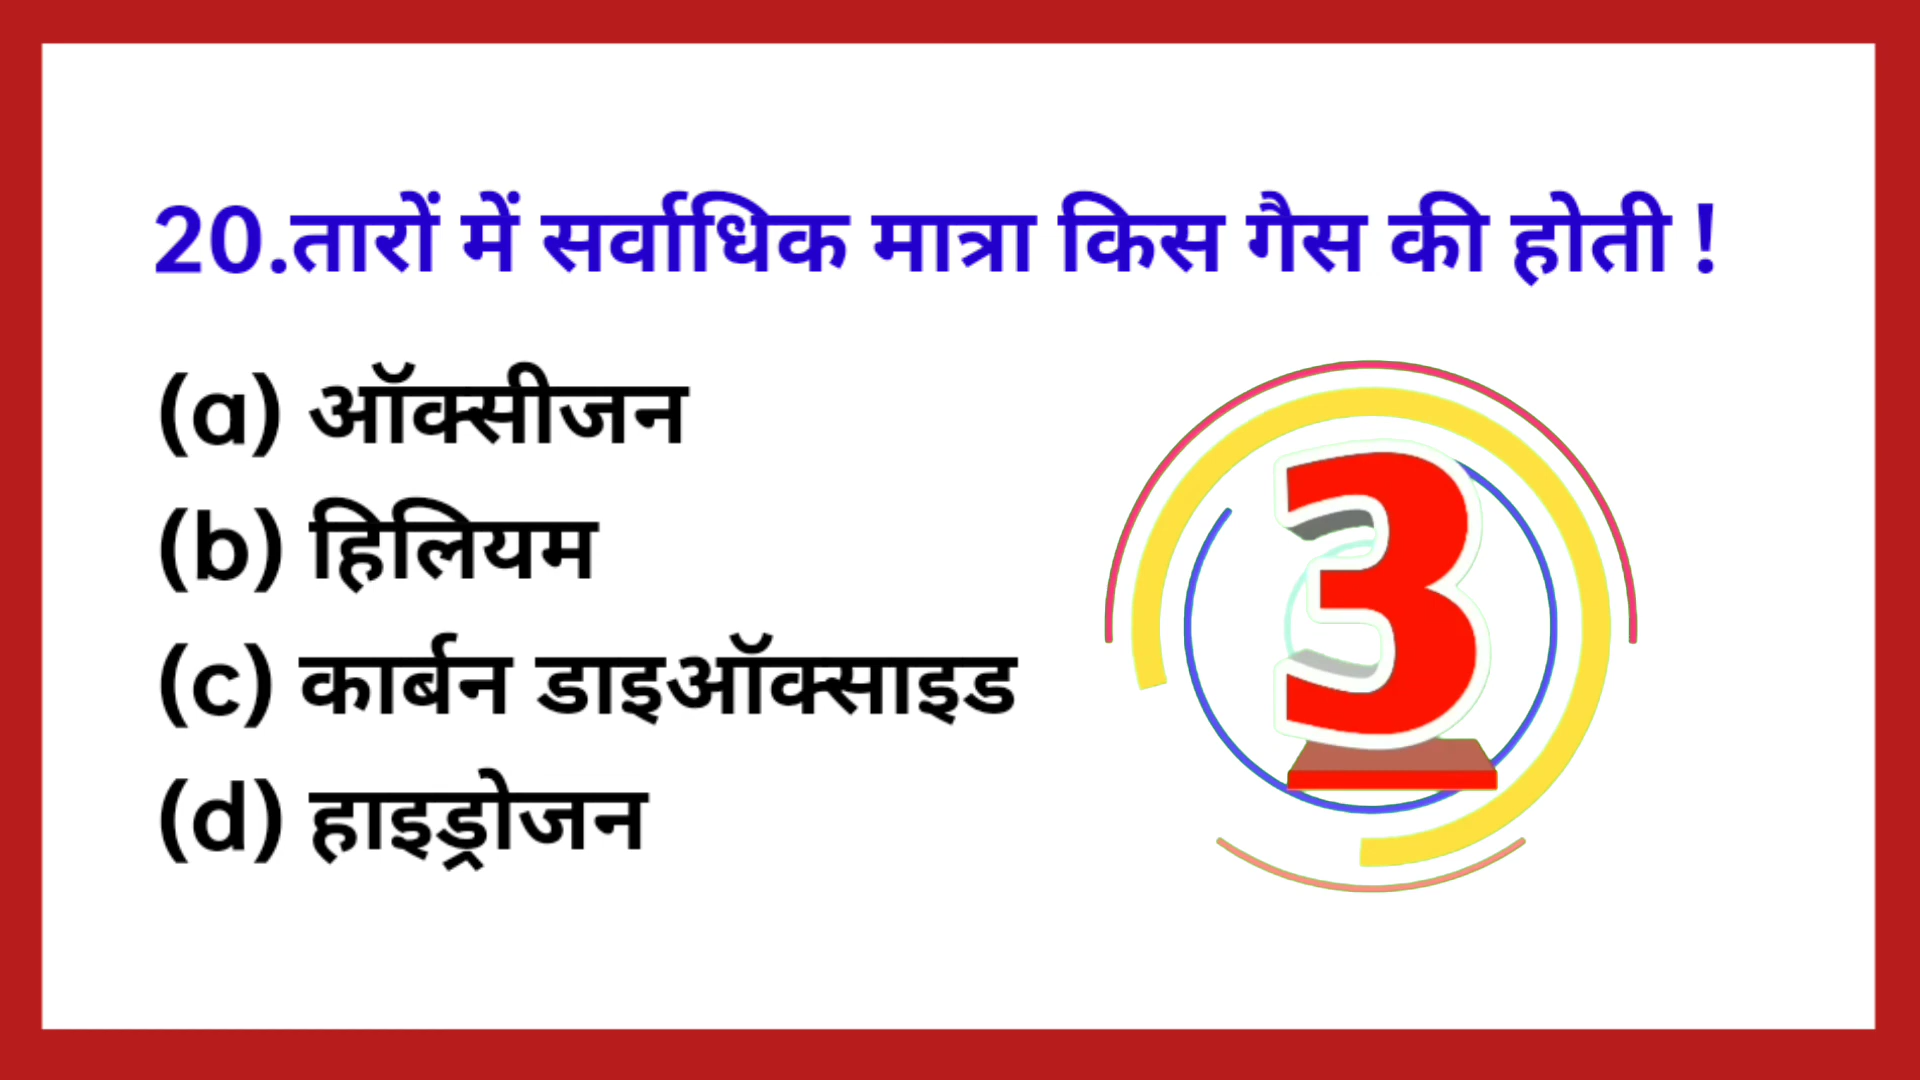 20.तारों में सर्वाधिक मात्रा किस गैस की होती !
(a) ऑक्सीजन
(b) हिलियम
(c) कार्बन डाइऑक्साइड
(d) हाइड्रोजन
3